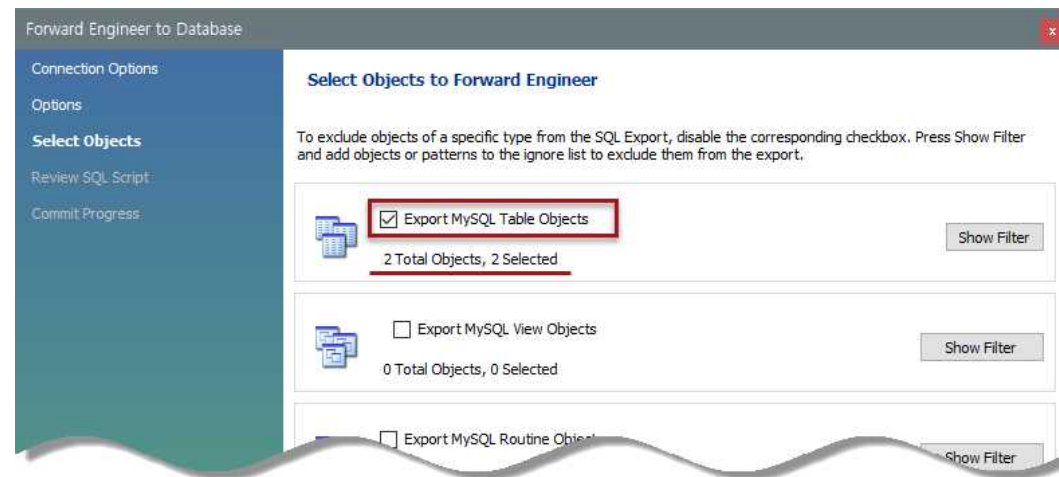 Forward Engineer to Database
x
Connection Options
Options
Select Objects
Review SQL Script
Commit Progress
Select Objects to Forward Engineer
To exclude objects of a specific type from the SQL Export, disable the corresponding checkbox. Press Show Filter
and add objects or patterns to the ignore list to exclude them from the export.
Export MySQL Table Objects
2 Total Objects, 2 Selected
Show Filter
Export MySQL View Objects
0 Total Objects, 0 Selected
Show Filter
Export MySQL Routine
Show Filter